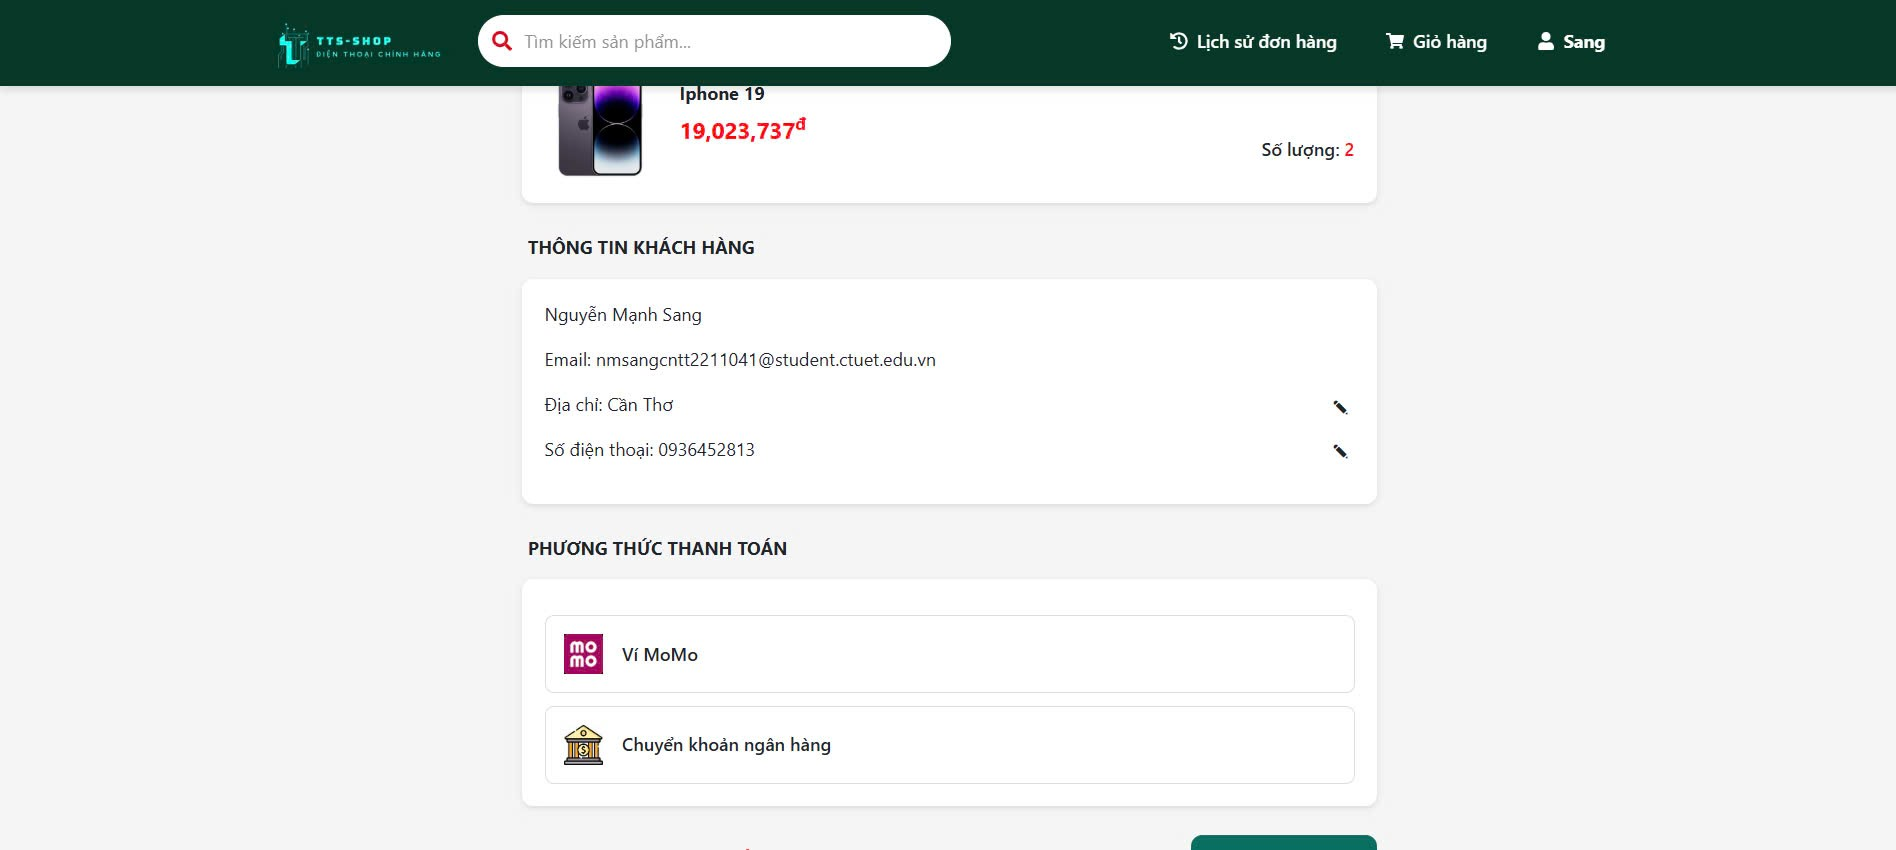 TTS-SHOP
ĐIỆN THOẠI CHÍNH HÃNG
Tìm kiếm sản phẩm...
Lịch sử đơn hàng
Giỏ hàng
Sang
Iphone 19
19,023,737đ
Số lượng: 2
THÔNG TIN KHÁCH HÀNG
Nguyễn Mạnh Sang
Email: nmsangcntt2211041@student.ctuet.edu.vn
Địa chỉ: Cần Thơ
Số điện thoại: 0936452813
PHƯƠNG THỨC THANH TOÁN
mo
mo
Ví MoMo
Chuyển khoản ngân hàng